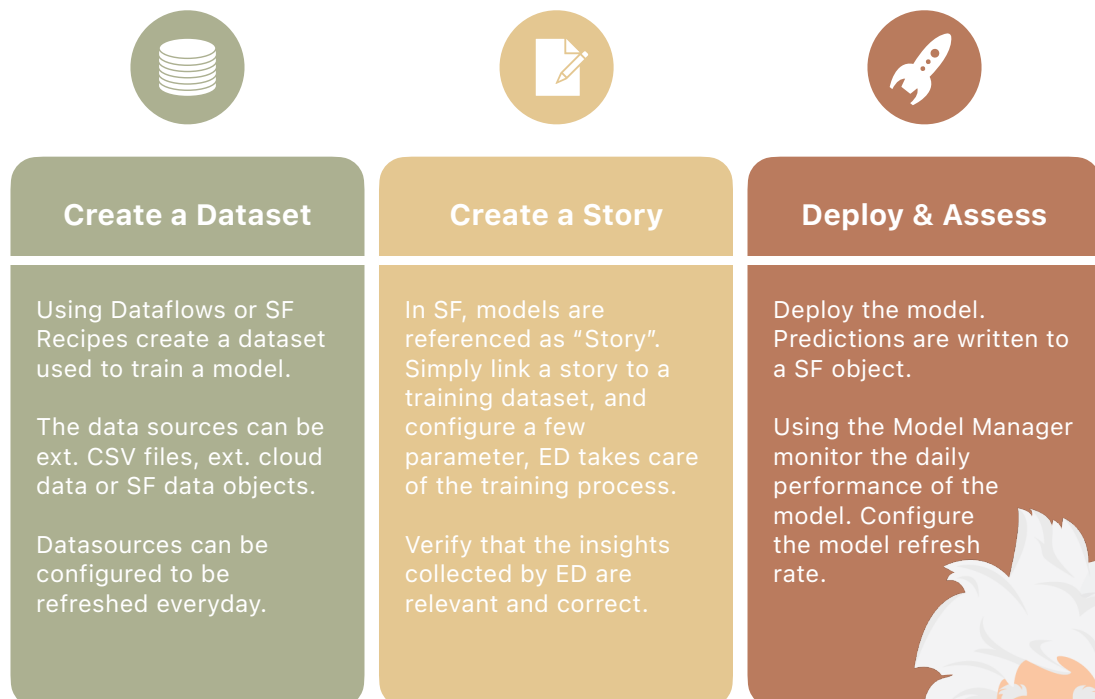 Create a Dataset
Using Dataflows or SF
Recipes create a dataset
used to train a model.
The data sources can be
ext. CSV files, ext. cloud
data or SF data objects.
Datasources can be
configured to be
refreshed everyday.
Create a Story
In SF, models are
referenced as “Story”.
Simply link a story to a
training dataset, and
configure a few
parameter, ED takes care
of the training process.
Verify that the insights
collected by ED are
relevant and correct.
Deploy & Assess
Deploy the model.
Predictions are written to
a SF object.
Using the Model Manager
monitor the daily
performance of the
model. Configure
the model refresh
rate.